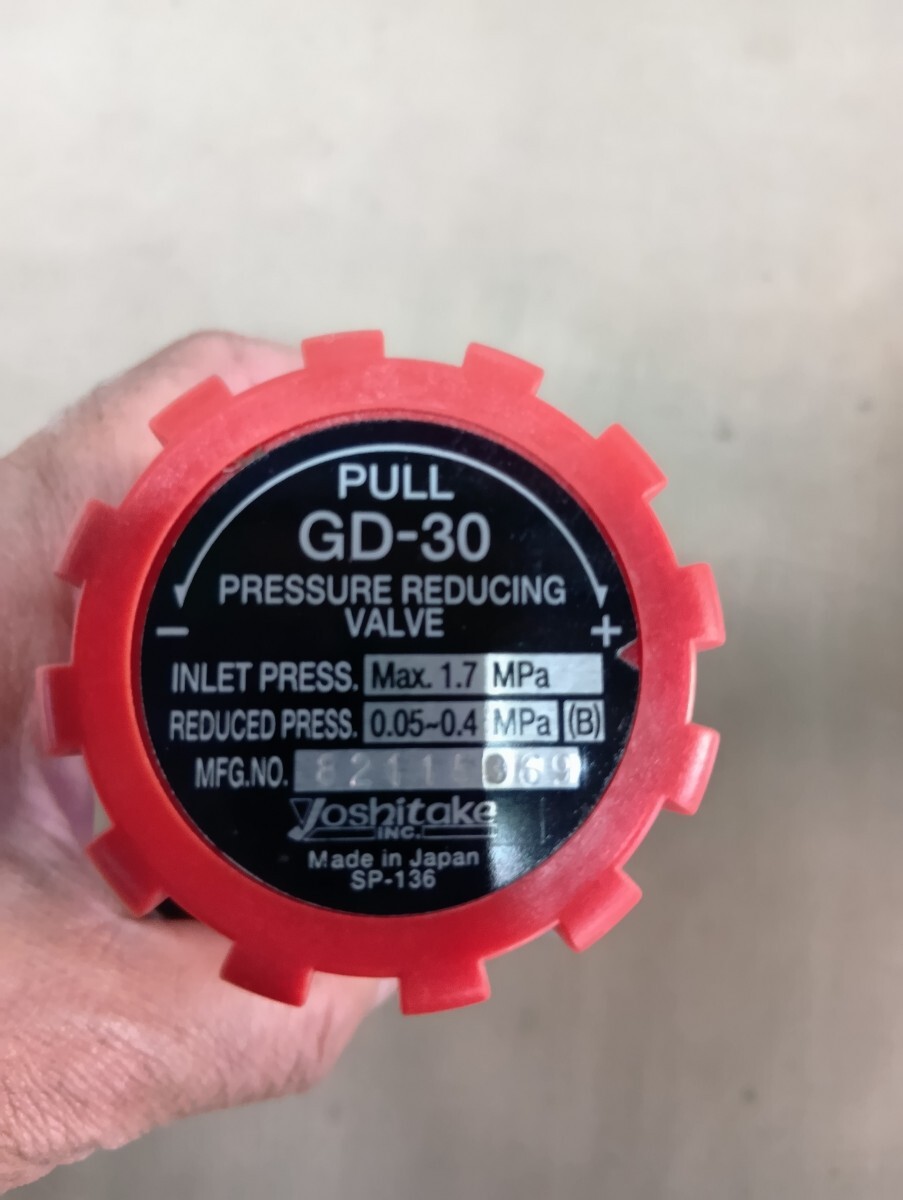 PULL
GD-30
PRESSURE REDUCING
VALVE
− +
INLET PRESS. Max. 1.7 MPa
REDUCED PRESS. 0.05~0.4 MPa (B)
MFG.NO.
Yoshitake
INC.
Made in Japan
SP-136